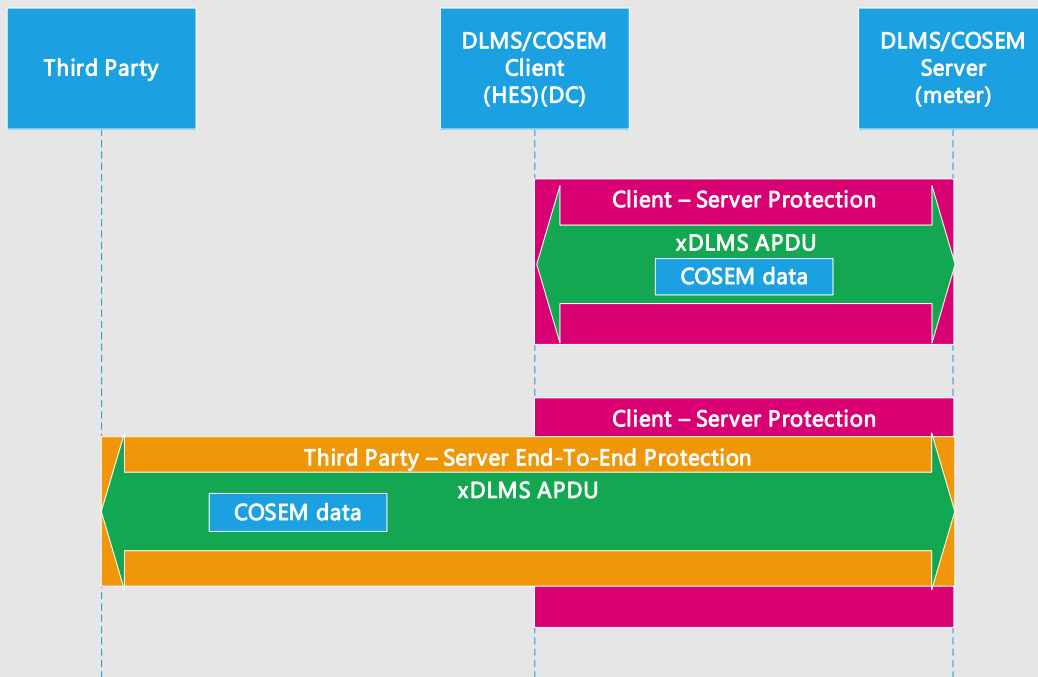 Third Party
DLMS/COSEM
Client
(HES)(DC)
DLMS/COSEM
Server
(meter)
Client – Server Protection
xDLMS APDU
COSEM data
Client – Server Protection
Third Party – Server End-To-End Protection
xDLMS APDU
COSEM data